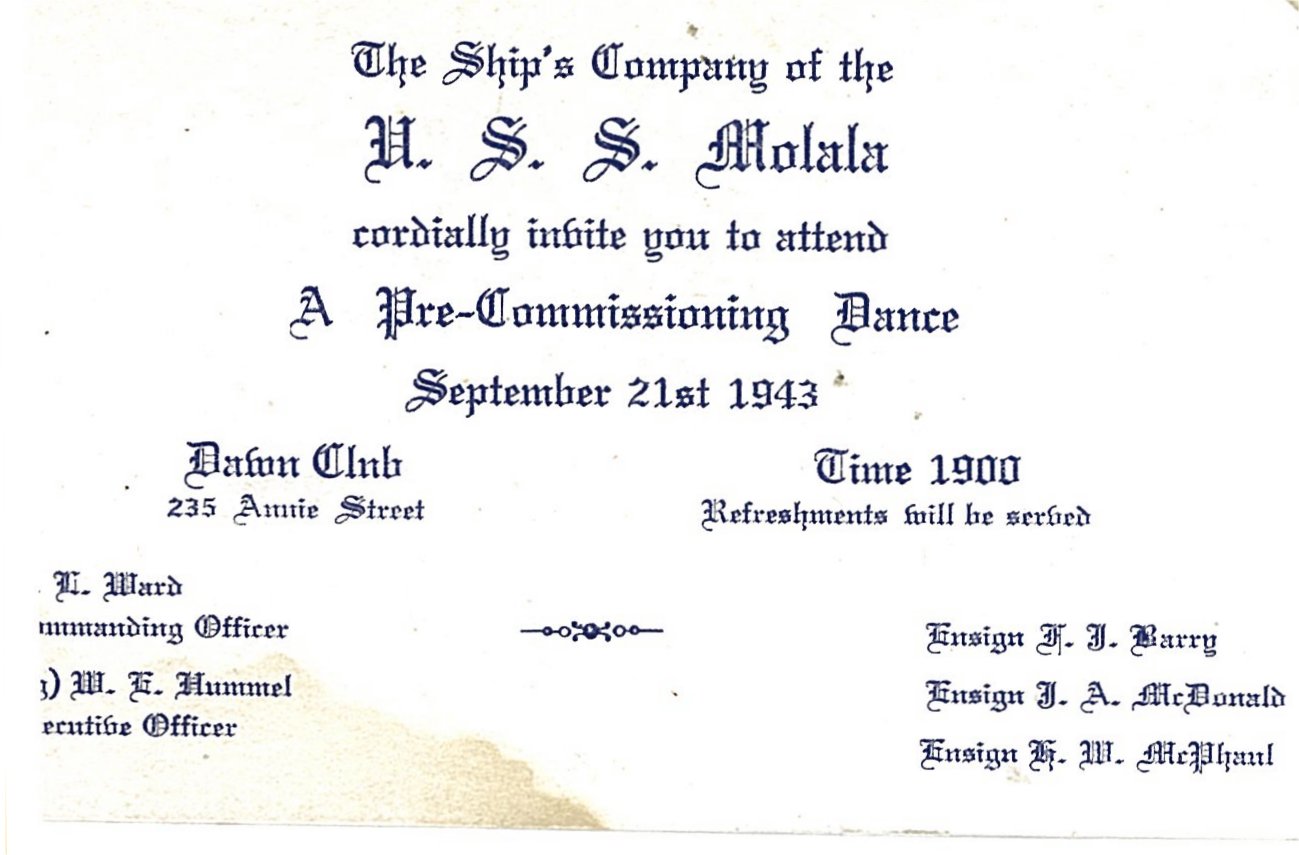 The Ship's Company of the
U. S. S. Molala
cordially invite you to attend
A Pre-Commissioning Dance
September 21st 1943
Dawn Club
235 Annie Street
Time 1900
Refreshments will be served
. L. Ward
mmanding Officer
) W. E. Hummel
ecutive Officer
Ensign F. J. Barry
Ensign J. A. McDonald
Ensign K. W. McPhaul